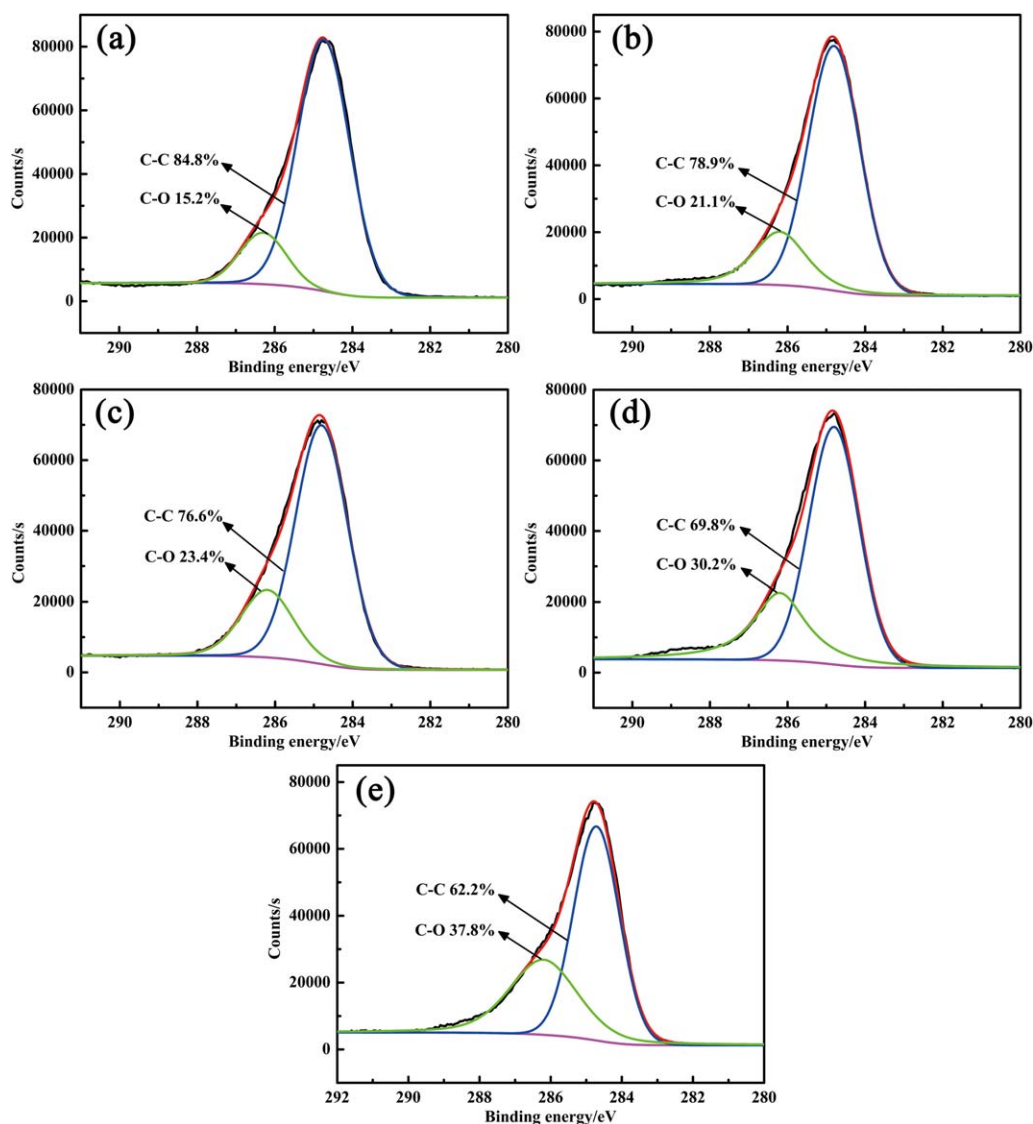 (a)
80000
60000
40000
20000
0
Counts/s
C-C 84.8%
C-O 15.2%
290 288 286 284 282 280
Binding energy/eV
(b)
80000
60000
40000
20000
0
Counts/s
C-C 78.9%
C-O 21.1%
290 288 286 284 282 280
Binding energy/eV
(c)
80000
60000
40000
20000
0
Counts/s
C-C 76.6%
C-O 23.4%
290 288 286 284 282 280
Binding energy/eV
(d)
80000
60000
40000
20000
0
Counts/s
C-C 69.8%
C-O 30.2%
290 288 286 284 282 280
Binding energy/eV
(e)
80000
60000
40000
20000
0
Counts/s
C-C 62.2%
C-O 37.8%
292 290 288 286 284 282 280
Binding energy/eV